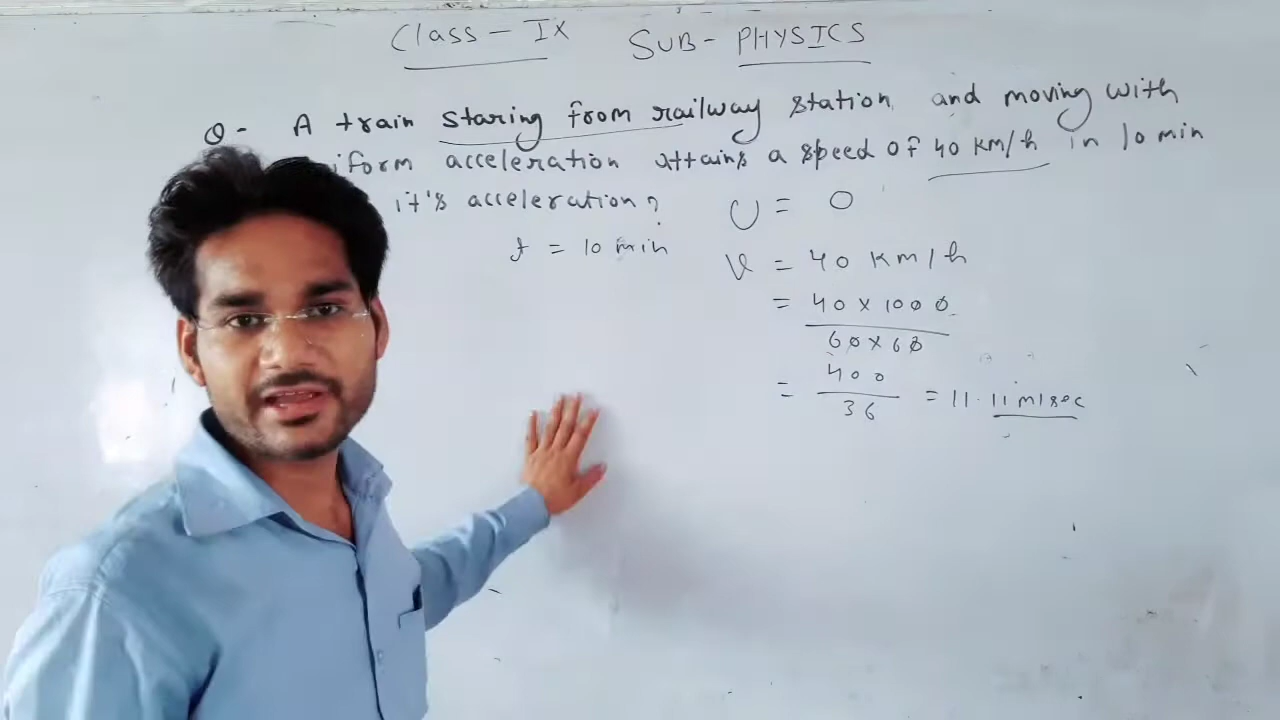 Class - IX SUB - PHYSICS
Q - A train staring from railway station and moving with
iform acceleration attains a speed of 40 km/h in 10 min
it's acceleration?
U = 0
t = 10 min
V = 40 km/h
= 40 x 1000
60 x 60
= 400
36
= 11.11 m/sec